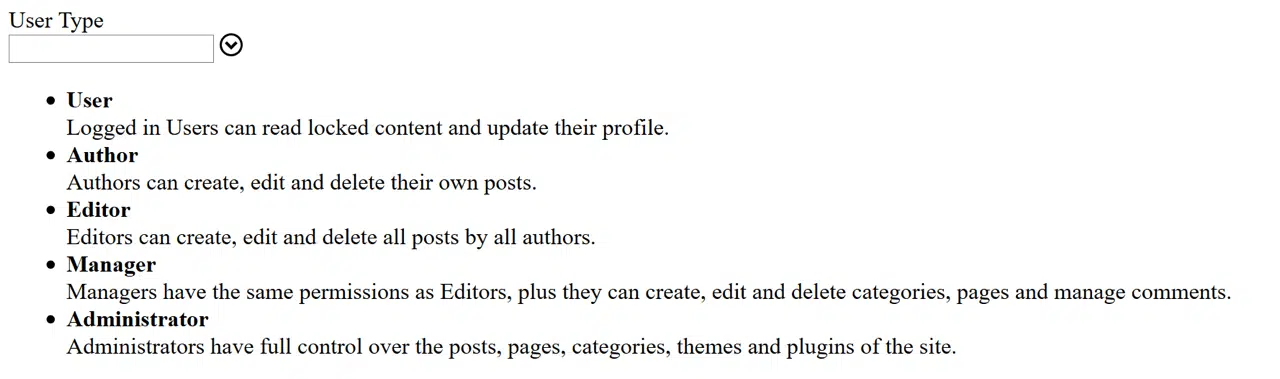 User Type
User
Logged in Users can read locked content and update their profile.
Author
Authors can create, edit and delete their own posts.
Editor
Editors can create, edit and delete all posts by all authors.
Manager
Managers have the same permissions as Editors, plus they can create, edit and delete categories, pages and manage comments.
Administrator
Administrators have full control over the posts, pages, categories, themes and plugins of the site.